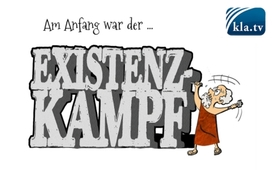 Am Anfang war der ...
kla.tv
EXISTENZ-
KAMPF